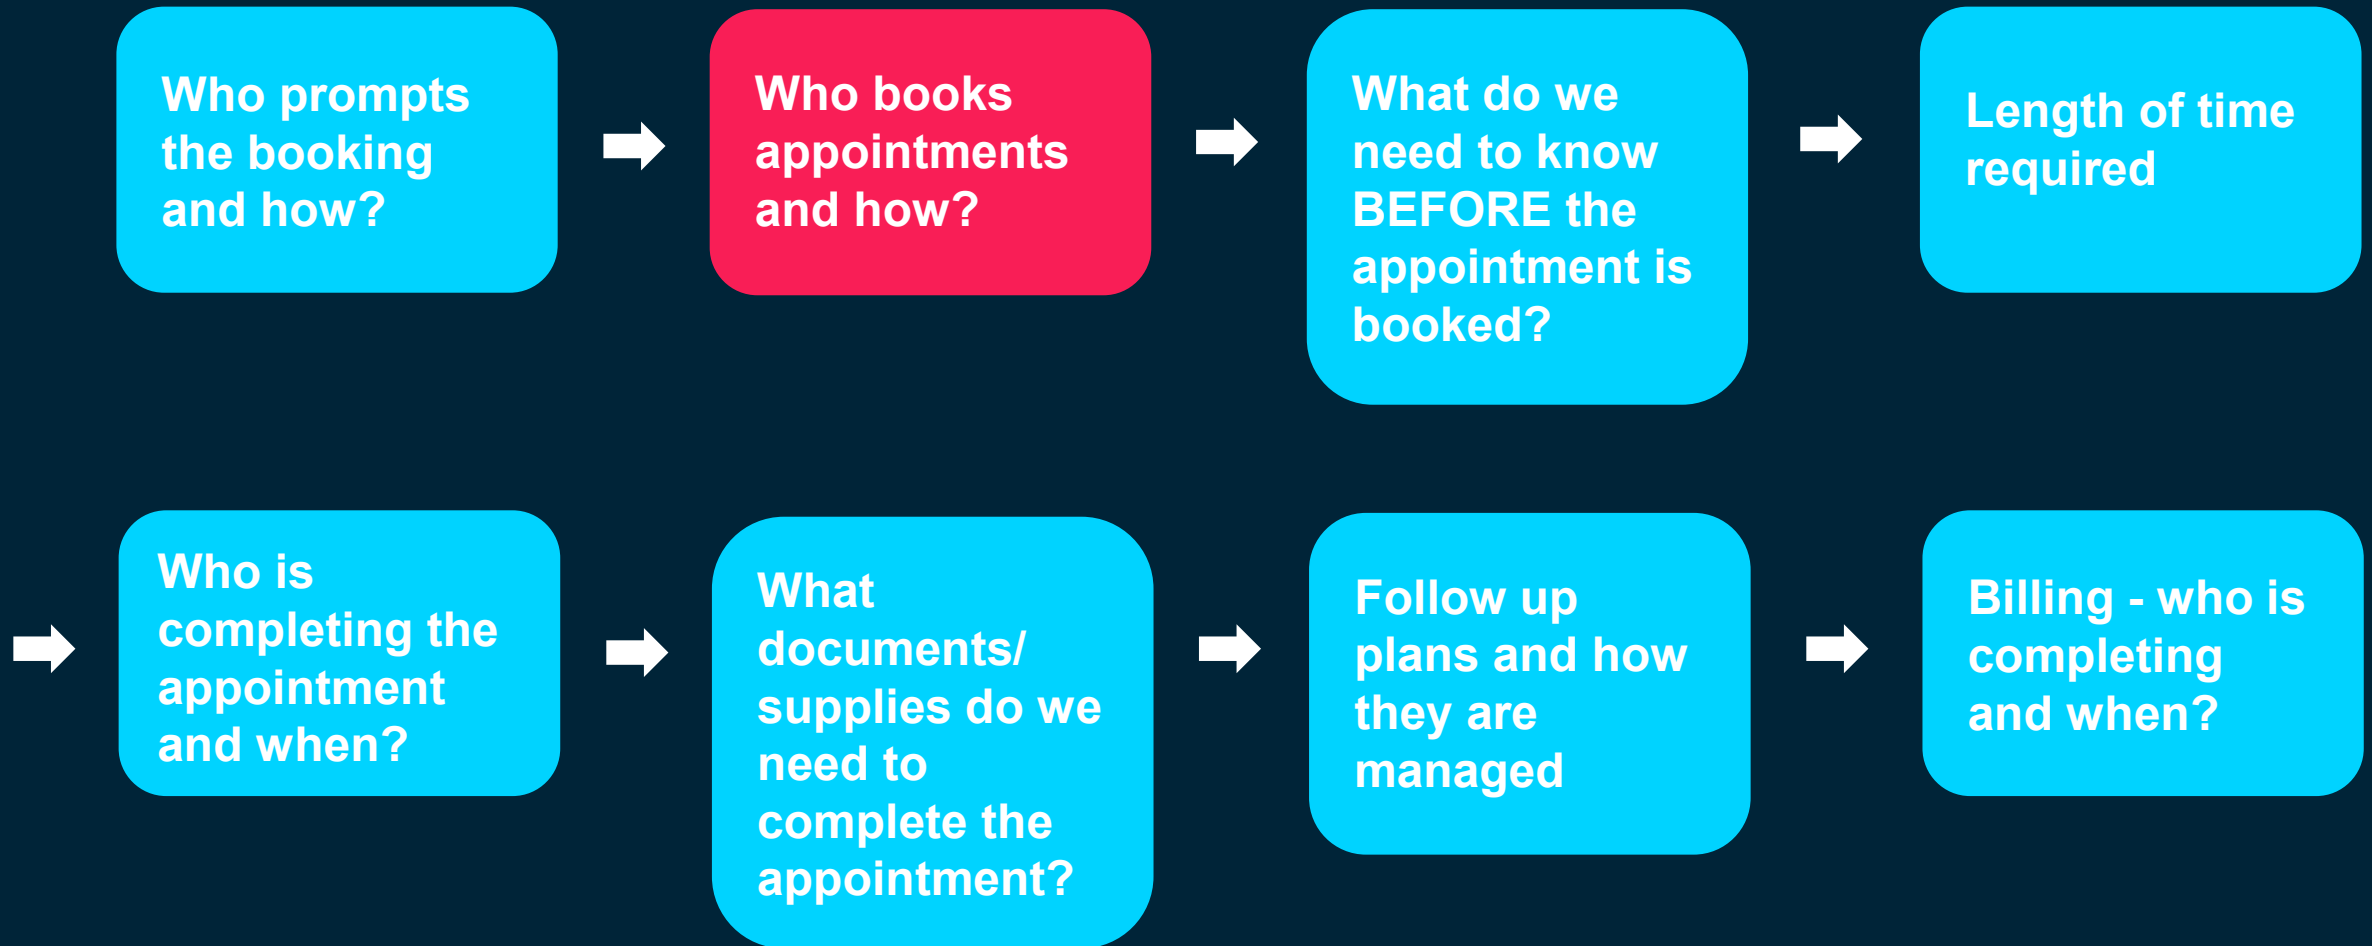 Who prompts
the booking
and how?
Who books
appointments
and how?
What do we
need to know
BEFORE the
appointment is
booked?
Length of time
required
Who is
completing the
appointment
and when?
What
documents/
supplies do we
need to
complete the
appointment?
Follow up
plans and how
they are
managed
Billing - who is
completing
and when?